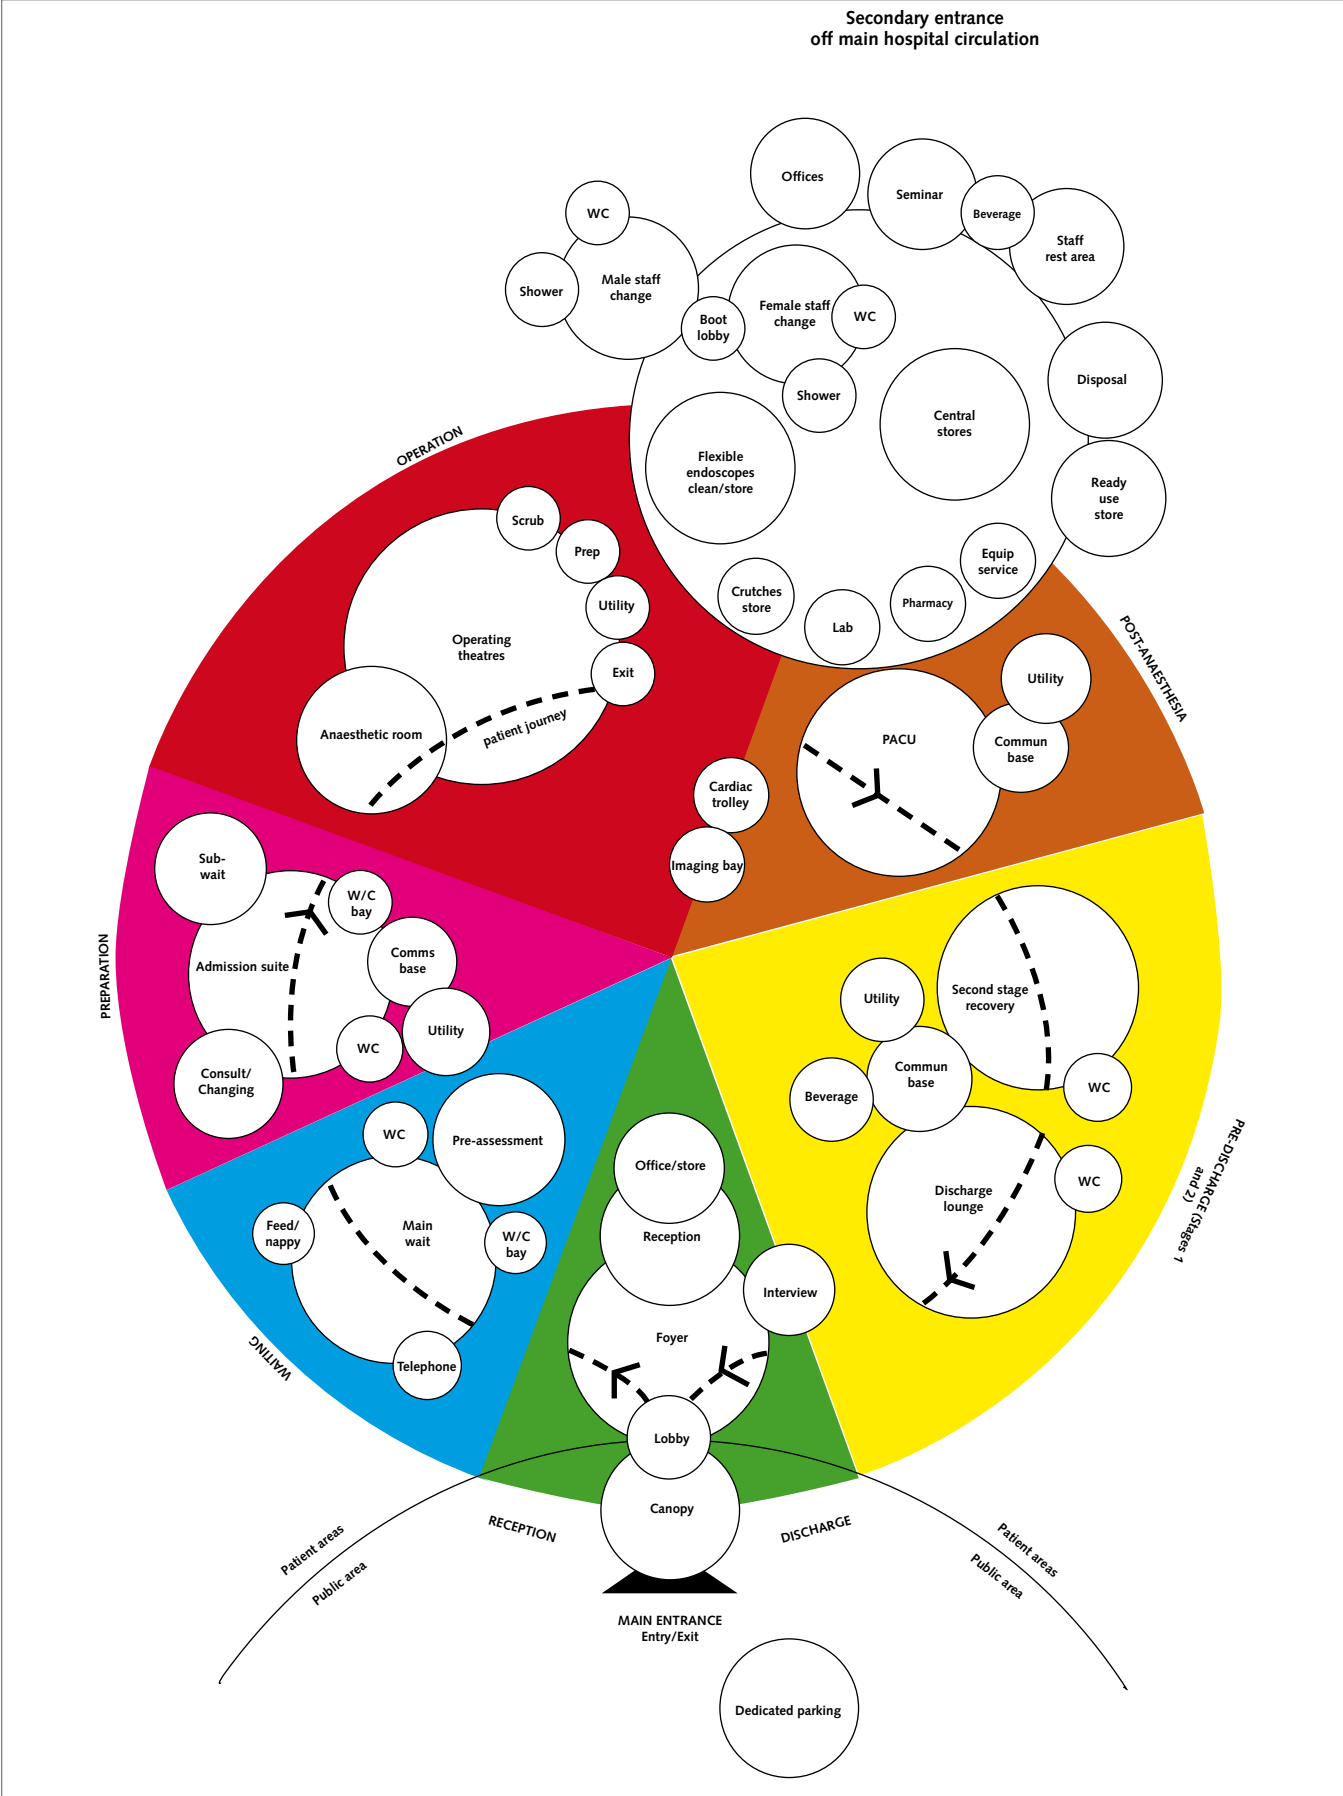 Secondary entrance
off main hospital circulation
Offices
Seminar
Beverage
Staff
rest area
WC
Male staff
change
Shower
Boot
lobby
Female staff
change
WC
Shower
Disposal
Central
stores
Flexible
endoscopes
clean/store
Ready
use
store
Equip
service
Crutches
store
Pharmacy
Lab
OPERATION
Scrub
Prep
Utility
Operating
theatres
Exit
Anaesthetic room
patient journey
POST-ANAESTHESIA
Utility
PACU
Commun
base
Cardiac
trolley
Imaging bay
PREPARATION
Sub-
wait
W/C
bay
Admission suite
Comms
base
Utility
WC
Consult/
Changing
Second stage
recovery
Utility
Commun
base
Beverage
WC
WC
Discharge
lounge
PRE-DISCHARGE (Stages 1
and 2)
WC
Pre-assessment
Feed/
nappy
Main
wait
W/C
bay
Telephone
WAITING
Office/store
Reception
Interview
Foyer
Lobby
Canopy
RECEPTION
DISCHARGE
Patient areas
Public area
Patient areas
Public area
MAIN ENTRANCE
Entry/Exit
Dedicated parking